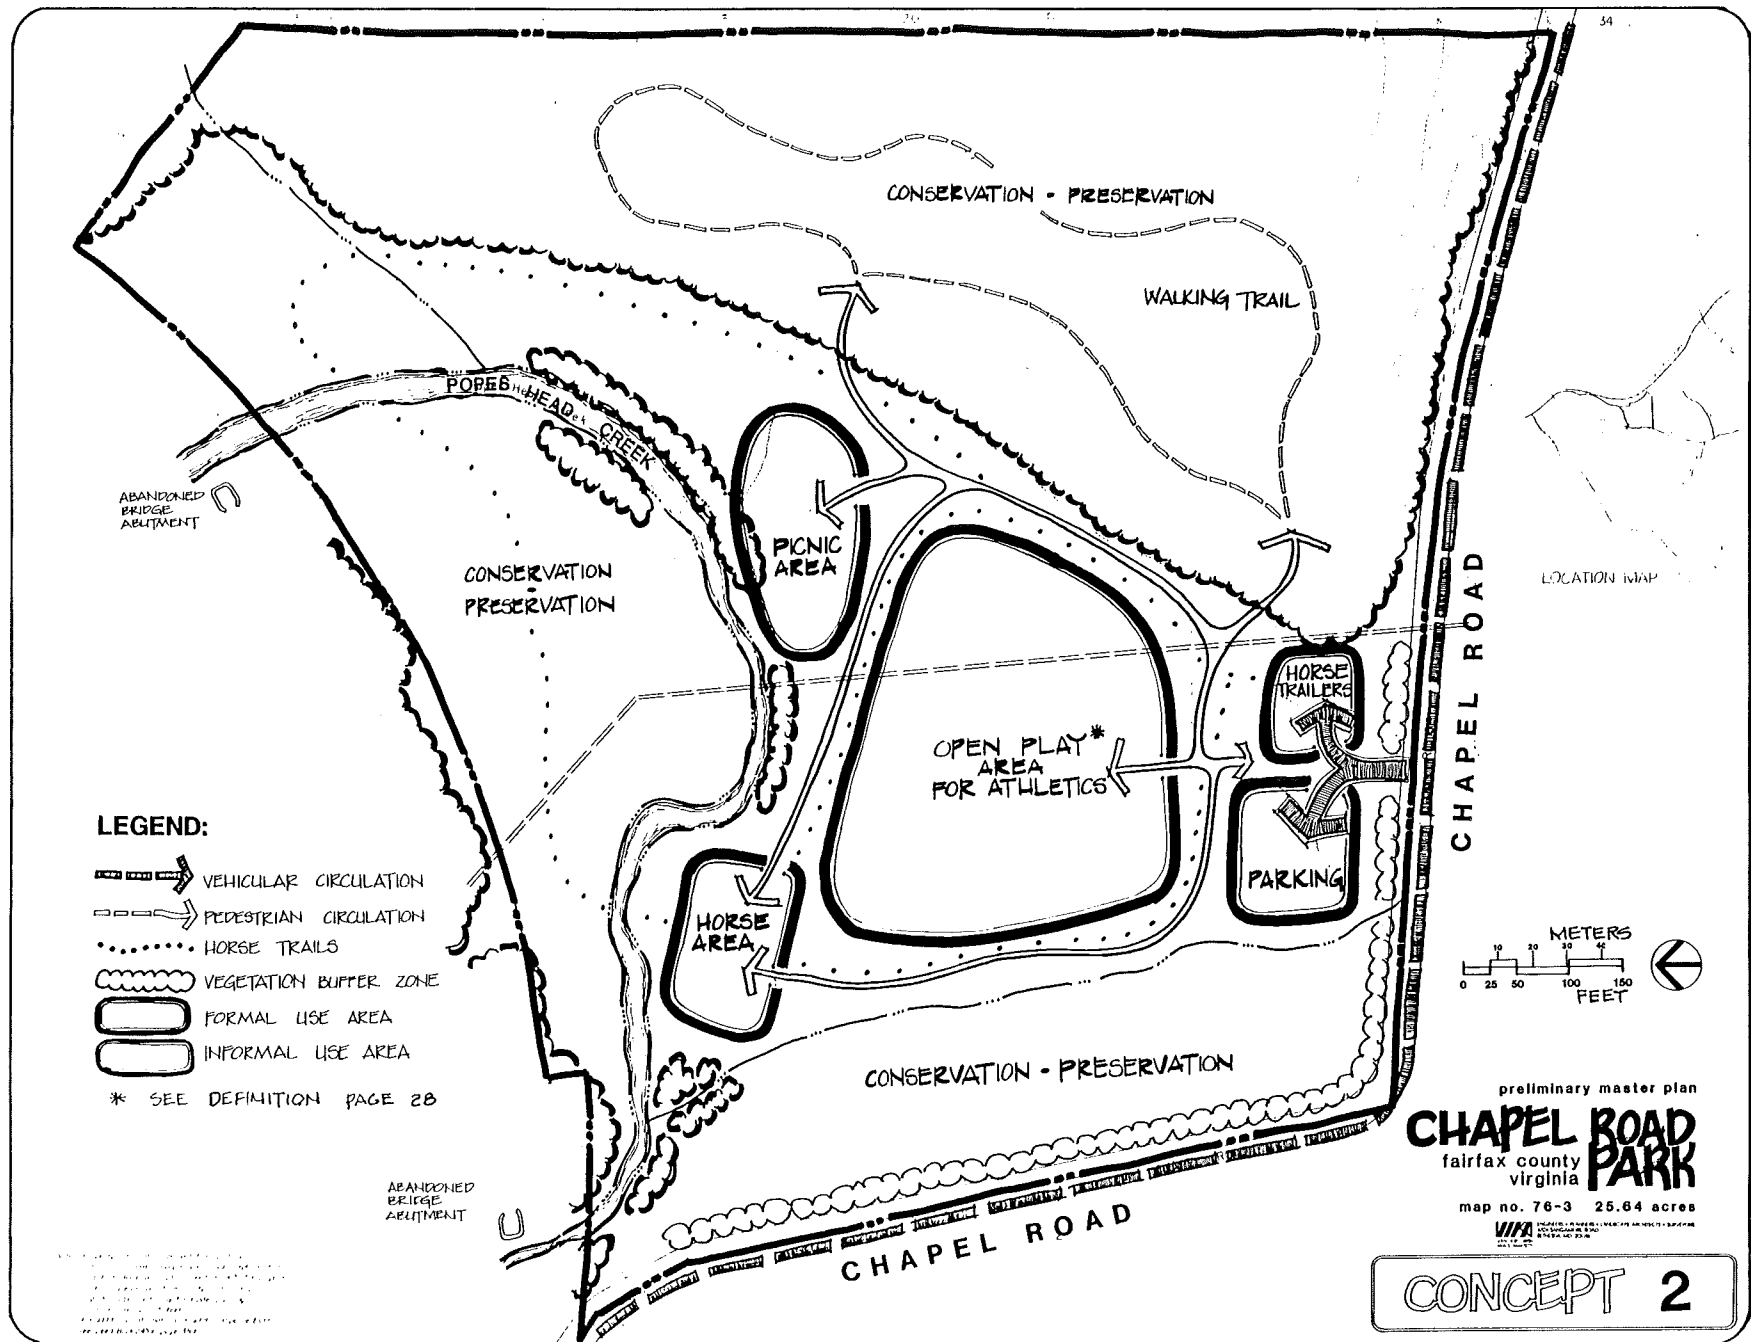 34
CONSERVATION - PRESERVATION
WALKING TRAIL
POPES HEAD CREEK
ABANDONED
BRIDGE
ABUTMENT
CONSERVATION
PRESERVATION
PICNIC
AREA
LOCATION MAP
CHAPEL ROAD
HORSE
TRAILERS
OPEN PLAY*
AREA
FOR ATHLETICS
PARKING
HORSE
AREA
LEGEND:
VEHICULAR CIRCULATION
PEDESTRIAN CIRCULATION
HORSE TRAILS
VEGETATION BUFFER ZONE
FORMAL USE AREA
INFORMAL USE AREA
* SEE DEFINITION PAGE 28
METERS
10 20 30 40
0 25 50 100 150
FEET
CONSERVATION - PRESERVATION
ABANDONED
BRIDGE
ABUTMENT
CHAPEL ROAD
preliminary master plan
CHAPEL ROAD
PARK
fairfax county
virginia
map no. 76-3 25.64 acres
CONCEPT 2